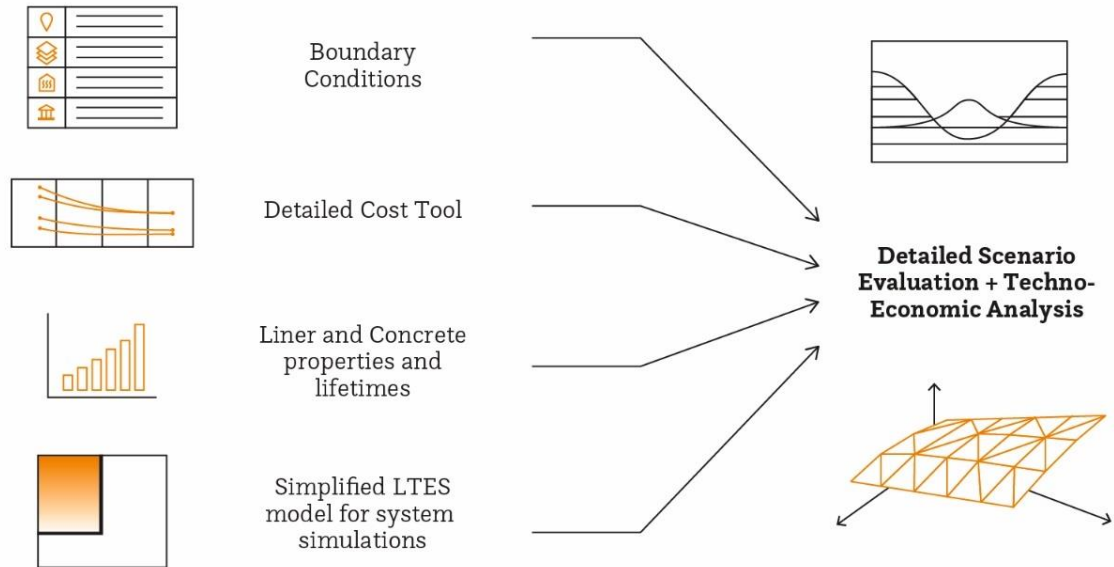 Boundary
Conditions
Detailed Cost Tool
Liner and Concrete
properties and
lifetimes
Simplified LTES
model for system
simulations
Detailed Scenario
Evaluation + Techno-
Economic Analysis